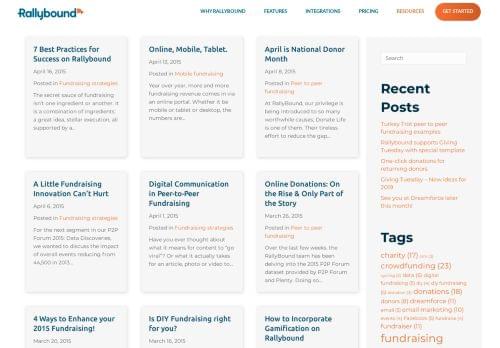 Rallybound
WHY RALLYBOUND
FEATURES
INTEGRATIONS
PRICING
RESOURCES
GET STARTED
7 Best Practices for
Success on Rallybound
April 16, 2015
Posted in Fundraising strategies
The secret sauce of fundraising
isn't one ingredient or another, it
is a combination of ingredients:
a great idea, stellar execution, all
supported by a...
Online, Mobile, Tablet.
April 13, 2015
Posted in Mobile fundraising
Year over year, more and more
fundraising revenue comes in via
an online portal. Whether it be
mobile or tablet or desktop, the
numbers are...
April is National Donor
Month
April 8, 2015
Posted in Peer to peer
fundraising
At RallyBound, our privilege is
being introduced to so many
worthwhile causes; Donate Life
is one of them. Their tireless
effort to reduce the gap...
A Little Fundraising
Innovation Can't Hurt
April 6, 2015
Posted in Fundraising strategies
For the next segment in our P2P
Forum 2015: Data Discoveries,
we wanted to discuss the impact
of overall events reducing from
44,500 in 2013...
Digital Communication
in Peer-to-Peer
Fundraising
April 1, 2015
Posted in Fundraising strategies
Have you ever thought about
what it means for content to "go
viral"? Or what it actually takes
for an article, photo or video to...
Online Donations: On
the Rise & Only Part of
the Story
March 26, 2015
Posted in Peer to peer
fundraising
Over the last few weeks, the
RallyBound team has been
delving into the 2015 P2P Forum
dataset provided by P2P Forum
and Plenty. Doing so...
4 Ways to Enhance your
2015 Fundraising!
March 20, 2015
Is DIY Fundraising right
for you?
March 16, 2015
How to Incorporate
Gamification on
Rallybound
Search
Recent
Posts
Turkey Trot peer to peer
fundraising examples
Rallybound supports Giving
Tuesday with special template
One-click donations for
returning donors
Giving Tuesday – New ideas for
2019
See you at Dreamforce later
this month!
Tags
charity (17)
crowdfunding (23)
data (5) digital
fundraising (5) diy fundraising
donations (18)
donors (8) dreamforce (11)
email (5) email marketing (10)
events (4) Facebook (5)
fundraiser (11)
fundraising